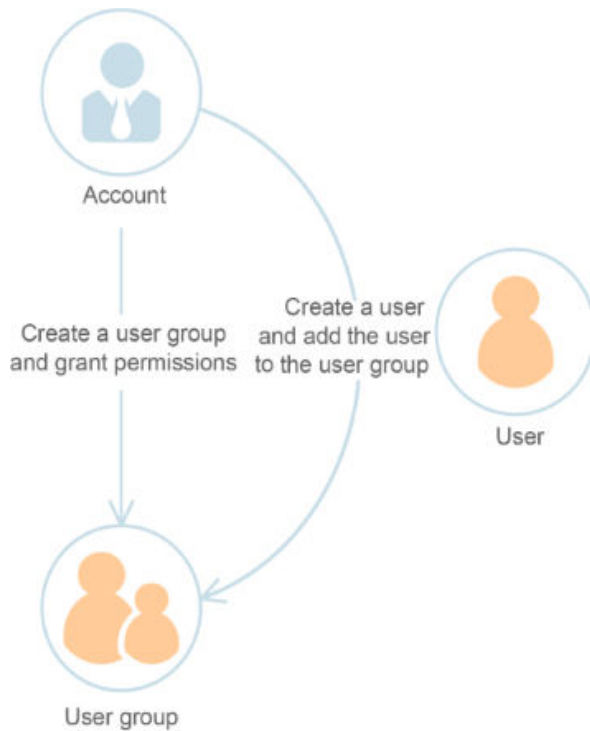 Account
Create a user group
and grant permissions
Create a user
and add the user
to the user group
User
User group